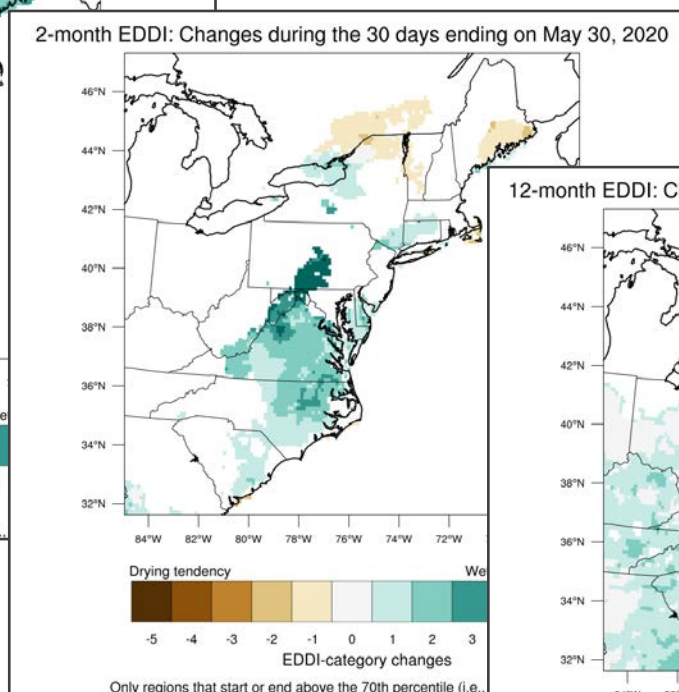 2-month EDDI: Changes during the 30 days ending on May 30, 2020
46°N
44°N
42°N
40°N
38°N
36°N
34°N
32°N
84°W 82°W 80°W 78°W 76°W 74°W 72°W
Drying tendency We
-5 -4 -3 -2 -1 0 1 2 3
EDDI-category changes
Only regions that start or end above the 70th percentile (i.e.,
12-month EDDI: C
46°N
44°N
42°N
40°N
38°N
36°N
34°N
32°N